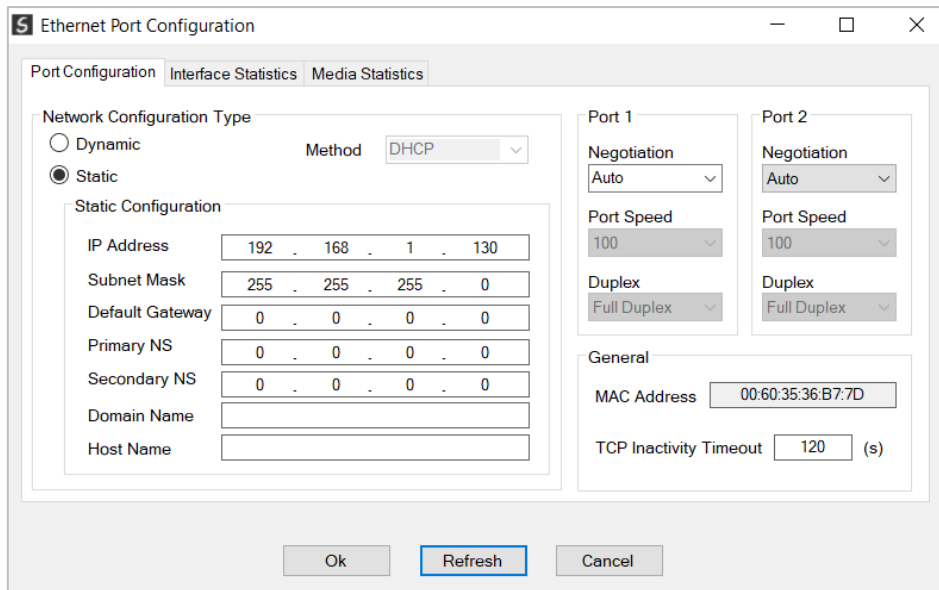 S Ethernet Port Configuration
Port Configuration Interface Statistics Media Statistics
Network Configuration Type
Dynamic
Method DHCP
Static
Static Configuration
IP Address 192 . 168 . 1 . 130
Subnet Mask 255 . 255 . 255 . 0
Default Gateway 0 . 0 . 0 . 0
Primary NS 0 . 0 . 0 . 0
Secondary NS 0 . 0 . 0 . 0
Domain Name
Host Name
Port 1
Negotiation
Auto
Port Speed
100
Duplex
Full Duplex
Port 2
Negotiation
Auto
Port Speed
100
Duplex
Full Duplex
General
MAC Address 00:60:35:36:B7:7D
TCP Inactivity Timeout 120 (s)
Ok Refresh Cancel